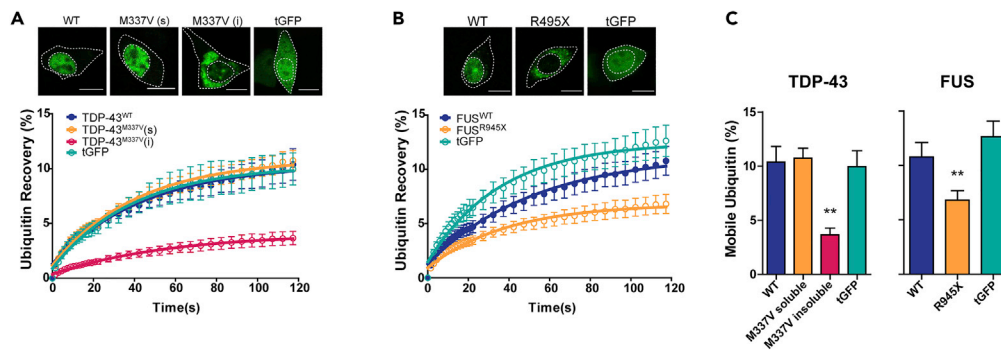 A
WT
M337V (s)
M337V (i)
tGFP
Ubiquitin Recovery (%)
15
10
5
0
TDP-43WT
TDP-43M337V(s)
TDP-43M337V(i)
tGFP
0 20 40 60 80 100 120
Time(s)
B
WT
R495X
tGFP
Ubiquitin Recovery (%)
15
10
5
0
FUSWT
FUSR945X
tGFP
0 20 40 60 80 100 120
Time(s)
C
TDP-43
FUS
Mobile Ubiquitin (%)
15
10
5
0
**
**
WT
M337V soluble
M337V insoluble
tGFP
WT
R945X
tGFP